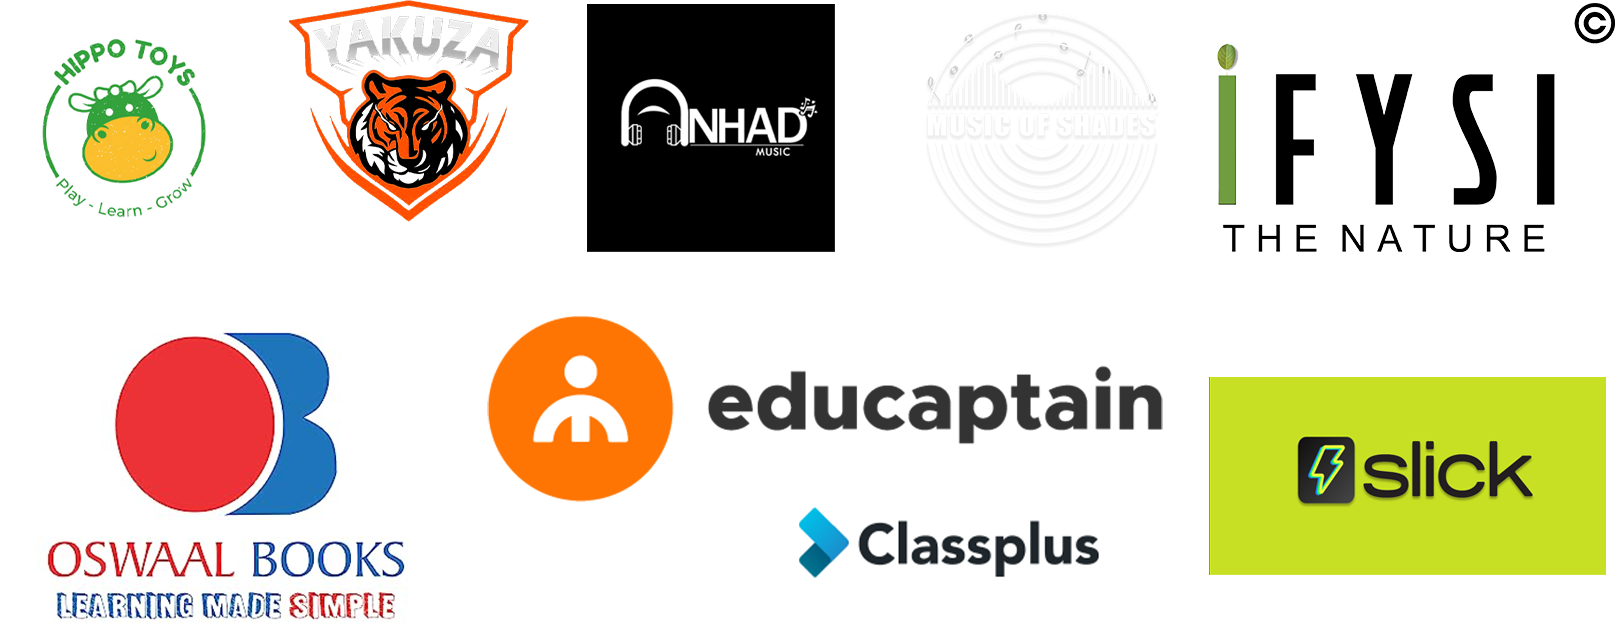 HIPPO TOYS
Play - Learn - Grow
YAKUZA
ANHAD
MUSIC
MUSIC OF SHADES
©
iFYSI
THE NATURE
OSWAAL BOOKS
LEARNING MADE SIMPLE
educaptain
Classplus
slick